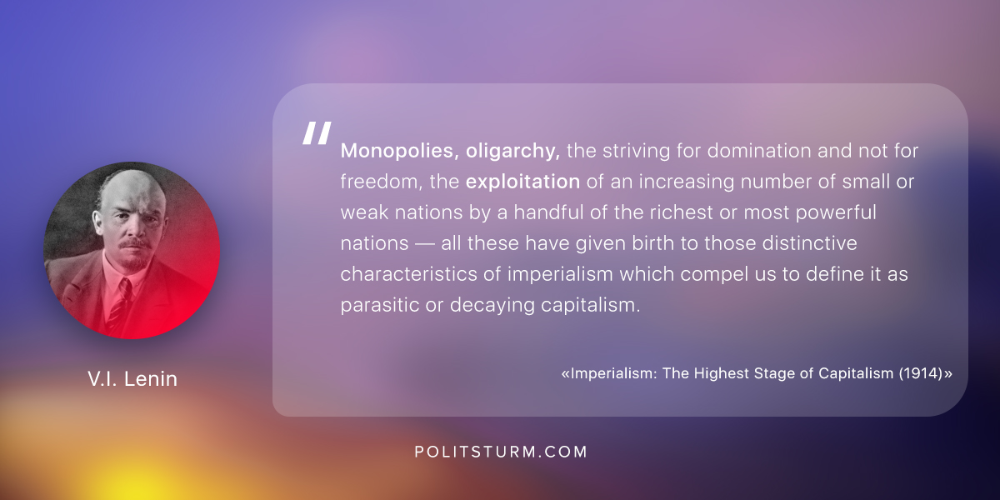 "
Monopolies, oligarchy, the striving for domination and not for
freedom, the exploitation of an increasing number of small or
weak nations by a handful of the richest or most powerful
nations — all these have given birth to those distinctive
characteristics of imperialism which compel us to define it as
parasitic or decaying capitalism.
«Imperialism: The Highest Stage of Capitalism (1914)»
V.I. Lenin
POLITSTURM.COM